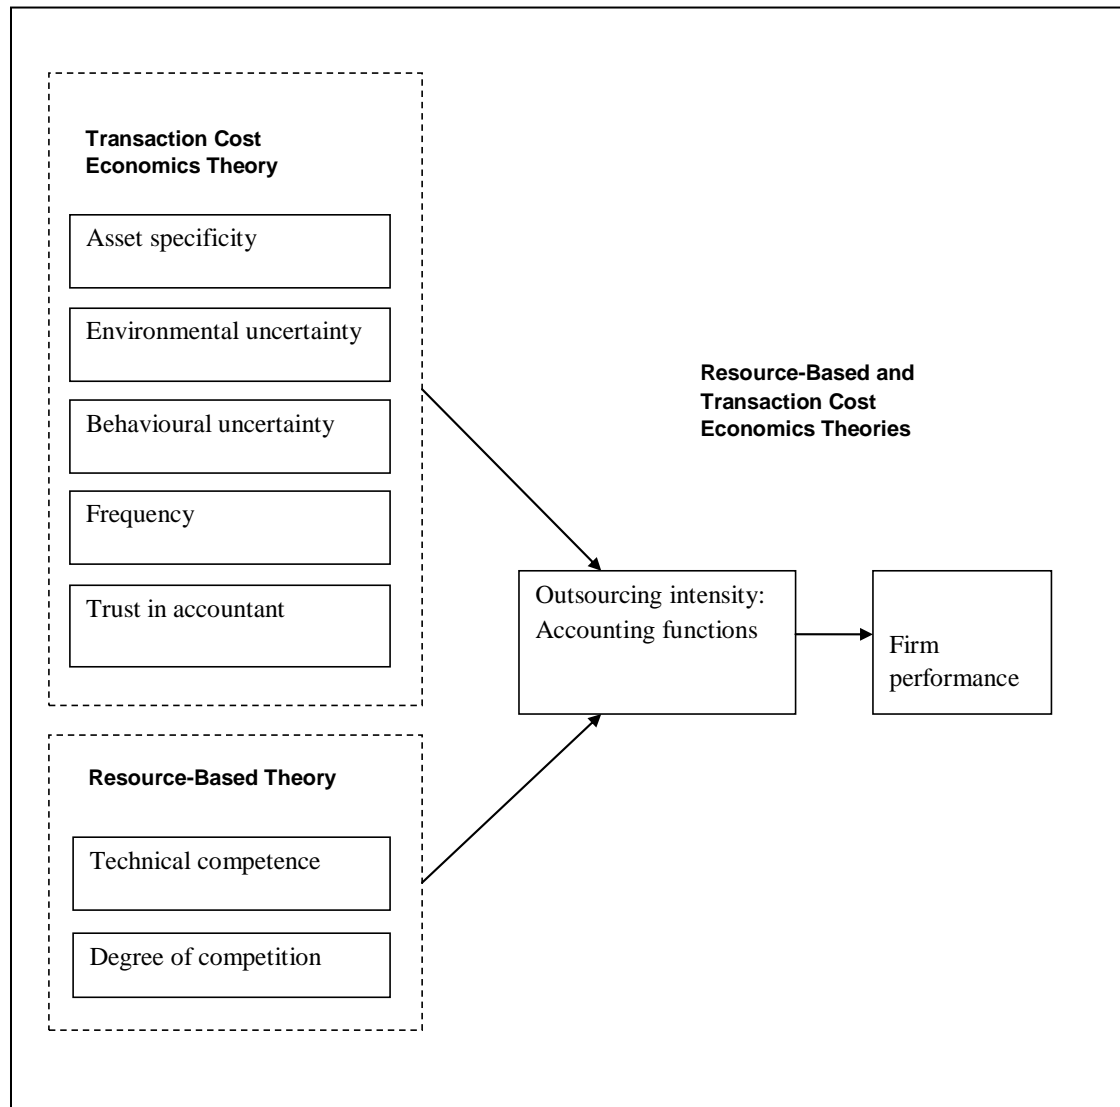 Transaction Cost
Economics Theory
Asset specificity
Environmental uncertainty
Behavioural uncertainty
Frequency
Trust in accountant
Resource-Based Theory
Technical competence
Degree of competition
Resource-Based and
Transaction Cost
Economics Theories
Outsourcing intensity:
Accounting functions
Firm
performance